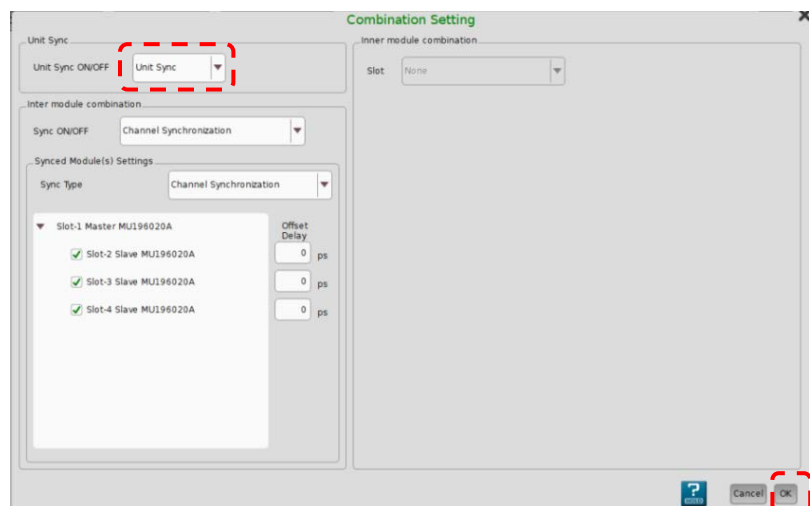 Combination Setting
X
Unit Sync
Unit Sync ON/OFF Unit Sync
Inter module combination
Sync ON/OFF Channel Synchronization
Synced Module(s) Settings
Sync Type Channel Synchronization
Slot-1 Master MU196020A
Offset
Delay
Slot-2 Slave MU196020A 0 ps
Slot-3 Slave MU196020A 0 ps
Slot-4 Slave MU196020A 0 ps
Inner module combination
Slot None
? HOLD
Cancel OK